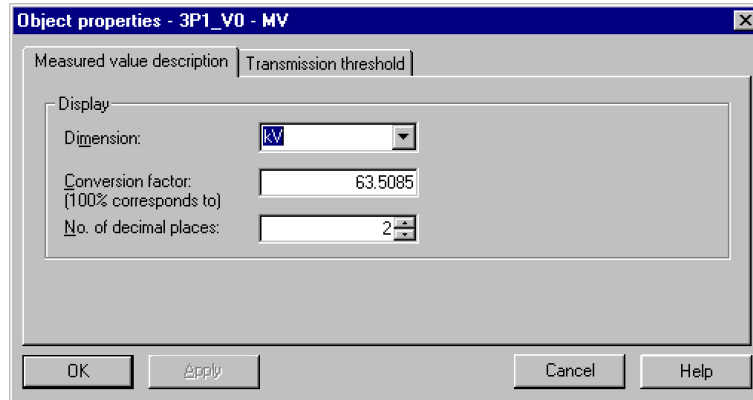 Object properties - 3P1_V0 - MV
Measured value description
Transmission threshold
Display
Dimension:
kV
Conversion factor:
63.5085
(100% corresponds to)
No. of decimal places:
2
OK
Apply
Cancel
Help